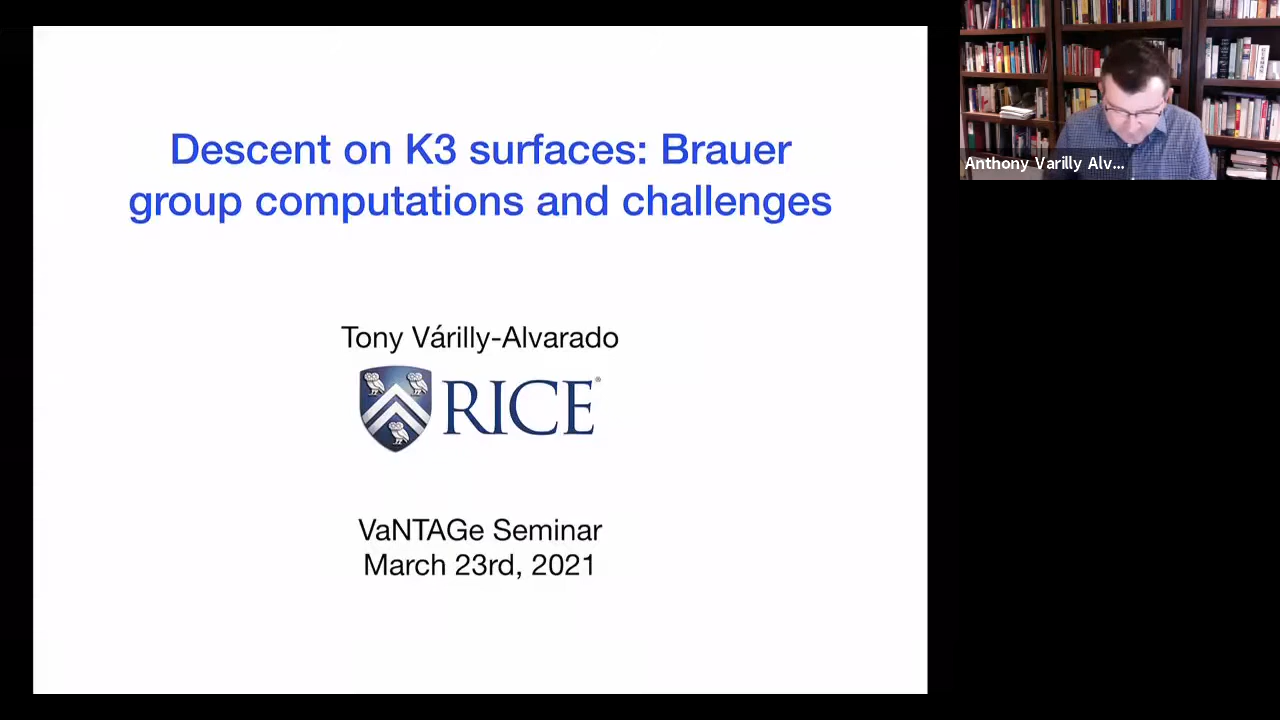 Descent on K3 surfaces: Brauer
group computations and challenges
Tony Várilly-Alvarado
RICE®
VaNTAGe Seminar
March 23rd, 2021
Anthony Varilly Alv...